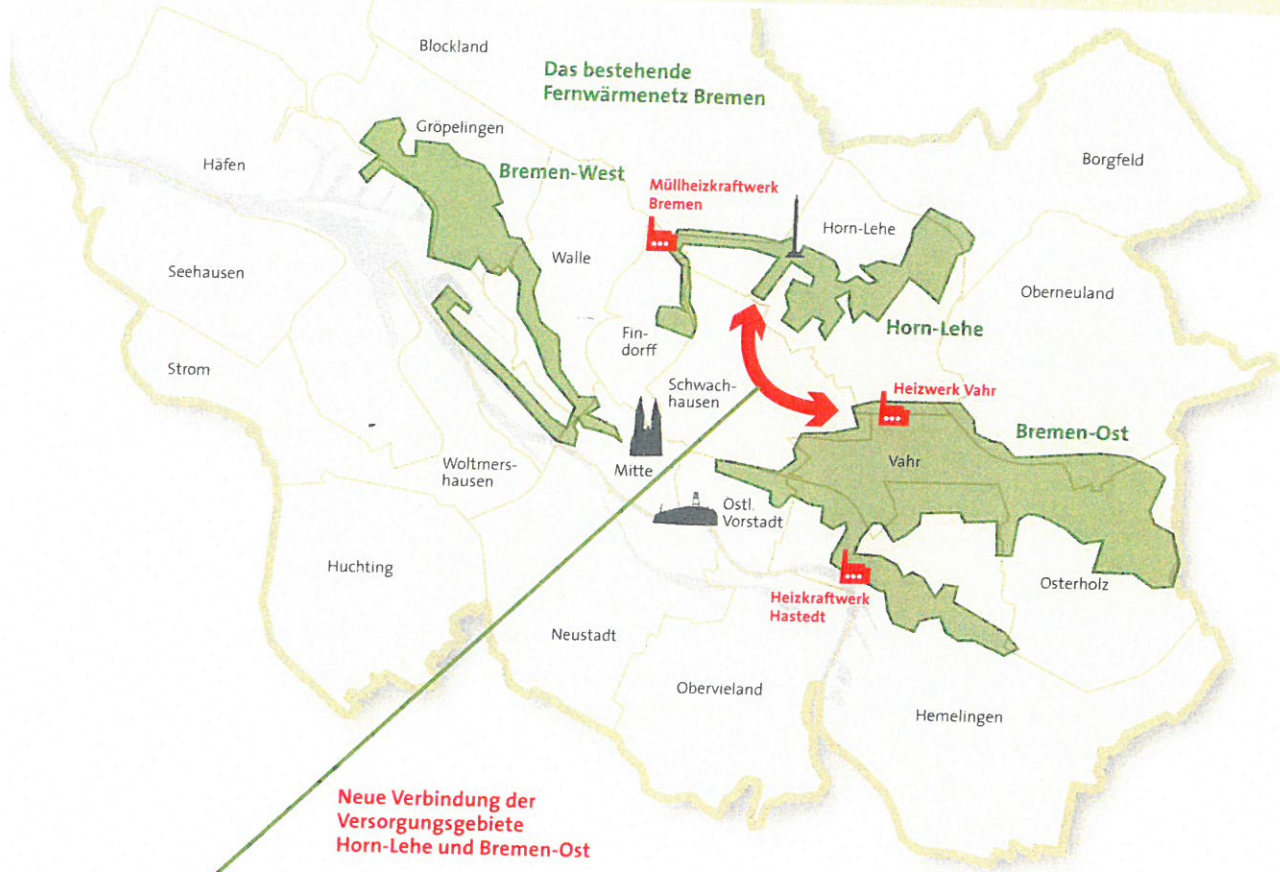 Blockland
Das bestehende
Fernwärmenetz Bremen
Gröpelingen
Häfen
Bremen-West
Borgfeld
Müllheizkraftwerk
Bremen
Horn-Lehe
Walle
Seehausen
Oberneuland
Horn-Lehe
Fin-
dorff
Strom
Schwach-
hausen
Heizwerk Vahr
Bremen-Ost
Vahr
Woltmers-
hausen
Mitte
Östl.
Vorstadt
Huchting
Osterholz
Heizkraftwerk
Hastedt
Neustadt
Obervieland
Hemelingen
Neue Verbindung der
Versorgungsgebiete
Horn-Lehe und Bremen-Ost